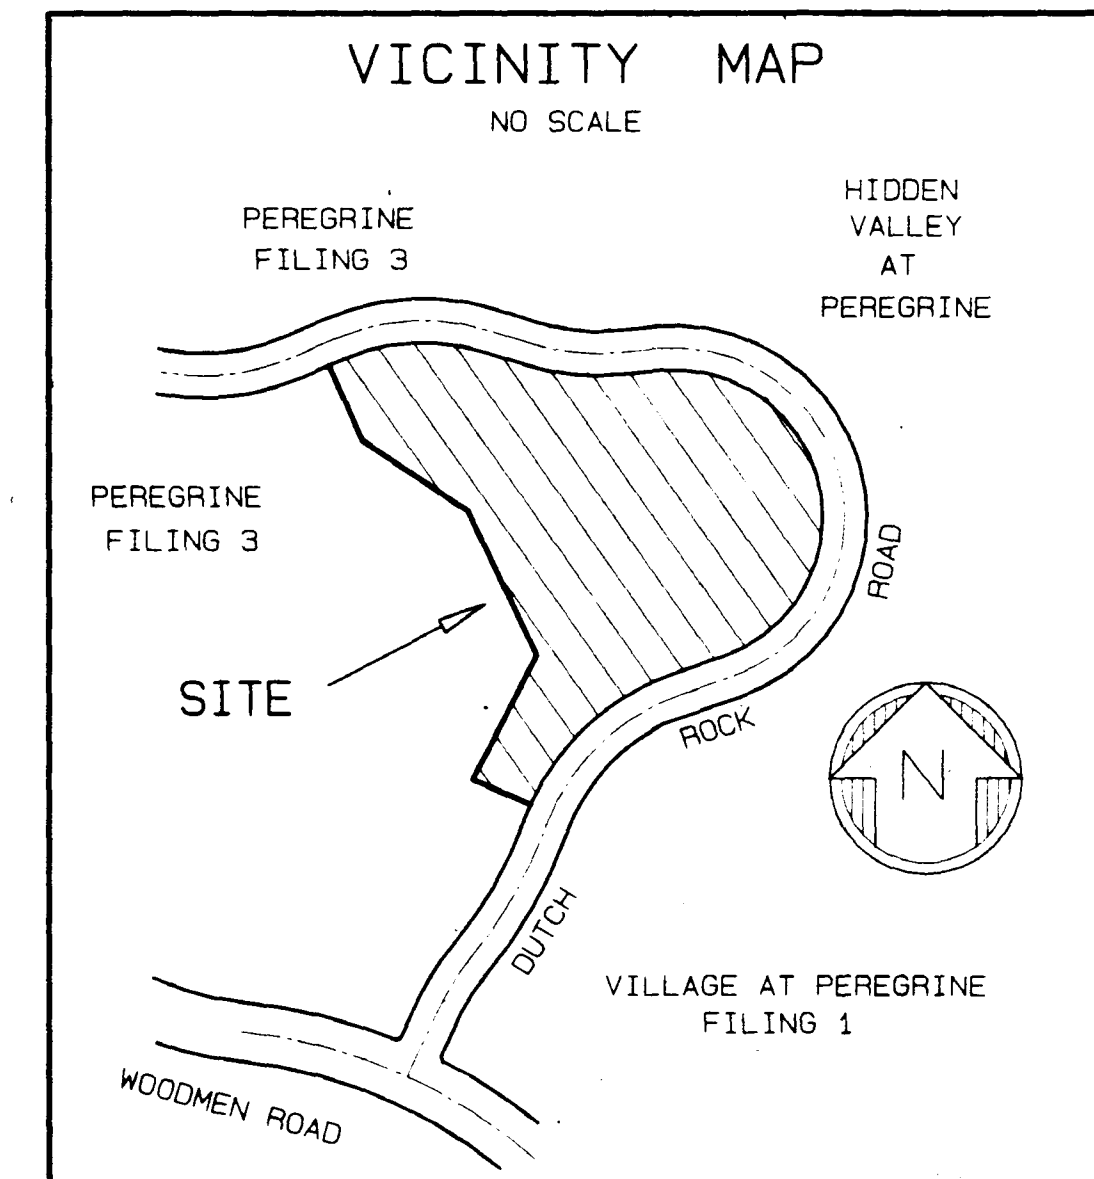 VICINITY MAP
NO SCALE
HIDDEN
VALLEY
AT
PEREGRINE
PEREGRINE
FILING 3
PEREGRINE
FILING 3
ROAD
SITE
ROCK
N
DUTCH
VILLAGE AT PEREGRINE
FILING 1
WOODMEN ROAD